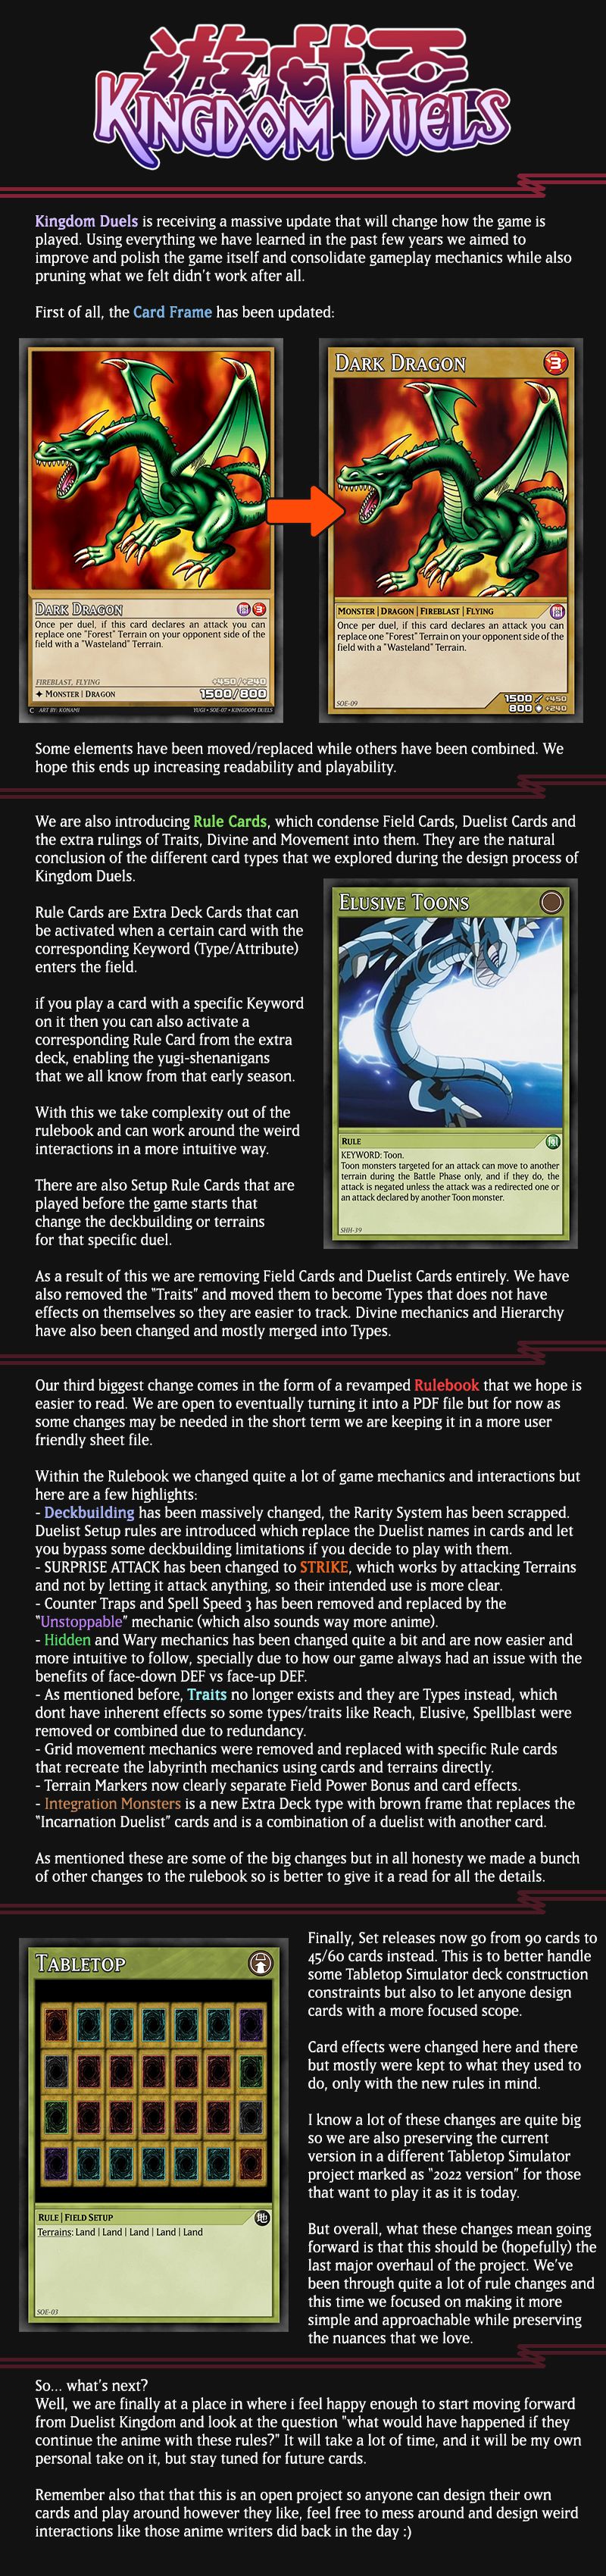 遊戯王
KINGDOM DUELS
Kingdom Duels is receiving a massive update that will change how the game is
played. Using everything we have learned in the past few years we aimed to
improve and polish the game itself and consolidate gameplay mechanics while also
pruning what we felt didn't work after all.
First of all, the Card Frame has been updated:
DARK DRAGON
3
Once per duel, if this card declares an attack you can
replace one "Forest" Terrain on your opponent side of the
field with a "Wasteland" Terrain.
FIREBLAST, FLYING
+450/+240
MONSTER | DRAGON
1500/800
C ART BY: KONAMI
YUGI • SOE-07 • KINGDOM DUELS
DARK DRAGON
3
MONSTER | DRAGON | FIREBLAST | FLYING
Once per duel, if this card declares an attack you can
replace one "Forest" Terrain on your opponent side of the
field with a "Wasteland" Terrain.
SOE-09
1500 +450
800 +240
Some elements have been moved/replaced while others have been combined. We
hope this ends up increasing readability and playability.
We are also introducing Rule Cards, which condense Field Cards, Duelist Cards and
the extra rulings of Traits, Divine and Movement into them. They are the natural
conclusion of the different card types that we explored during the design process of
Kingdom Duels.
Rule Cards are Extra Deck Cards that can
be activated when a certain card with the
corresponding Keyword (Type/Attribute)
enters the field.
if you play a card with a specific Keyword
on it then you can also activate a
corresponding Rule Card from the extra
deck, enabling the yugi-shenanigans
that we all know from that early season.
With this we take complexity out of the
rulebook and can work around the weird
interactions in a more intuitive way.
There are also Setup Rule Cards that are
played before the game starts that
change the deckbuilding or terrains
for that specific duel.
ELUSIVE TOONS
RULE
KEYWORD: Toon.
Toon monsters targeted for an attack can move to another
terrain during the Battle Phase only, and if they do, the
attack is negated unless the attack was a redirected one or
an attack declared by another Toon monster.
SHH-39
As a result of this we are removing Field Cards and Duelist Cards entirely. We have
also removed the "Traits" and moved them to become Types that does not have
effects on themselves so they are easier to track. Divine mechanics and Hierarchy
have also been changed and mostly merged into Types.
Our third biggest change comes in the form of a revamped Rulebook that we hope is
easier to read. We are open to eventually turning it into a PDF file but for now as
some changes may be needed in the short term we are keeping it in a more user
friendly sheet file.
Within the Rulebook we changed quite a lot of game mechanics and interactions but
here are a few highlights:
- Deckbuilding has been massively changed, the Rarity System has been scrapped.
Duelist Setup rules are introduced which replace the Duelist names in cards and let
you bypass some deckbuilding limitations if you decide to play with them.
- SURPRISE ATTACK has been changed to STRIKE, which works by attacking Terrains
and not by letting it attack anything, so their intended use is more clear.
- Counter Traps and Spell Speed 3 has been removed and replaced by the
"Unstoppable" mechanic (which also sounds way more anime).
- Hidden and Wary mechanics has been changed quite a bit and are now easier and
more intuitive to follow, specially due to how our game always had an issue with the
benefits of face-down DEF vs face-up DEF.
- As mentioned before, Traits no longer exists and they are Types instead, which
dont have inherent effects so some types/traits like Reach, Elusive, Spellblast were
removed or combined due to redundancy.
- Grid movement mechanics were removed and replaced with specific Rule cards
that recreate the labyrinth mechanics using cards and terrains directly.
- Terrain Markers now clearly separate Field Power Bonus and card effects.
- Integration Monsters is a new Extra Deck type with brown frame that replaces the
"Incarnation Duelist" cards and is a combination of a duelist with another card.
As mentioned these are some of the big changes but in all honesty we made a bunch
of other changes to the rulebook so is better to give it a read for all the details.
TABLETOP
RULE | FIELD SETUP
Terrains: Land | Land | Land | Land | Land
SOE-03
Finally, Set releases now go from 90 cards to
45/60 cards instead. This is to better handle
some Tabletop Simulator deck construction
constraints but also to let anyone design
cards with a more focused scope.
Card effects were changed here and there
but mostly were kept to what they used to
do, only with the new rules in mind.
I know a lot of these changes are quite big
so we are also preserving the current
version in a different Tabletop Simulator
project marked as "2022 version" for those
that want to play it as it is today.
But overall, what these changes mean going
forward is that this should be (hopefully) the
last major overhaul of the project. We've
been through quite a lot of rule changes and
this time we focused on making it more
simple and approachable while preserving
the nuances that we love.
So... what's next?
Well, we are finally at a place in where i feel happy enough to start moving forward
from Duelist Kingdom and look at the question "what would have happened if they
continue the anime with these rules?" It will take a lot of time, and it will be my own
personal take on it, but stay tuned for future cards.
Remember also that that this is an open project so anyone can design their own
cards and play around however they like, feel free to mess around and design weird
interactions like those anime writers did back in the day :)